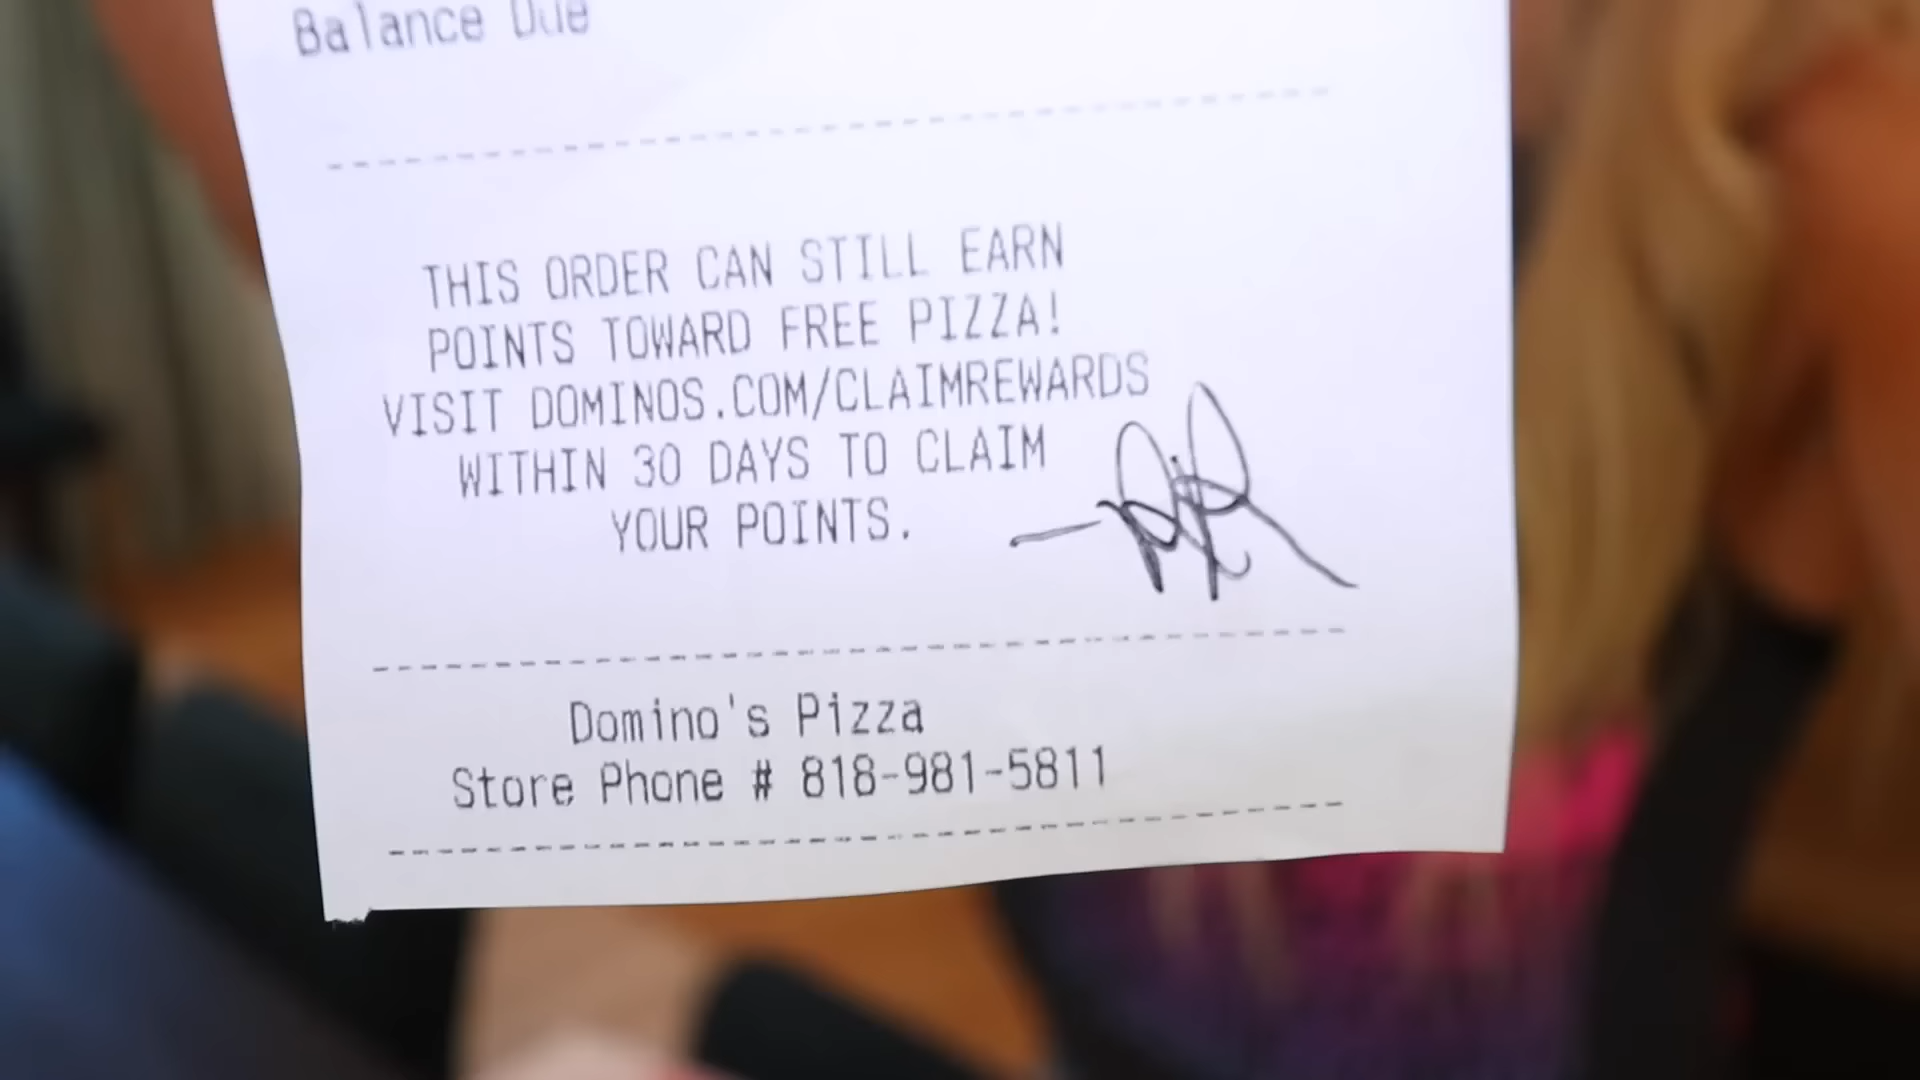 Balance Due
THIS ORDER CAN STILL EARN
POINTS TOWARD FREE PIZZA!
VISIT DOMINOS.COM/CLAIMREWARDS
WITHIN 30 DAYS TO CLAIM
YOUR POINTS.
Domino's Pizza
Store Phone # 818-981-5811